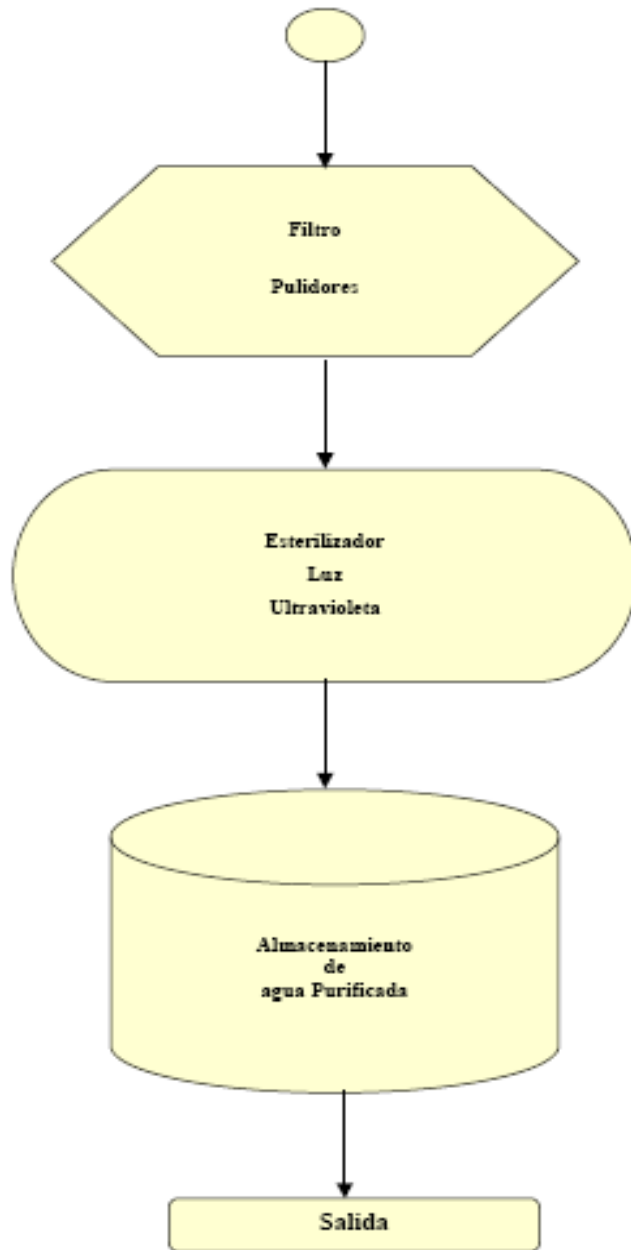 Filtro
Pulidores
Esterilizador
Luz
Ultravioleta
Almacenamiento
de
agua Purificada
Salida